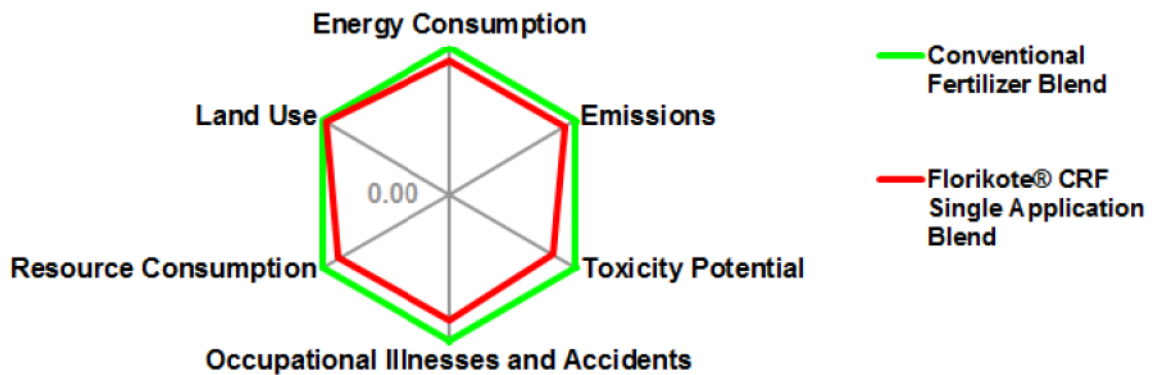 Energy Consumption
Conventional
Fertilizer Blend
Land Use
Emissions
0.00
Florikote® CRF
Single Application
Blend
Resource Consumption
Toxicity Potential
Occupational Illnesses and Accidents